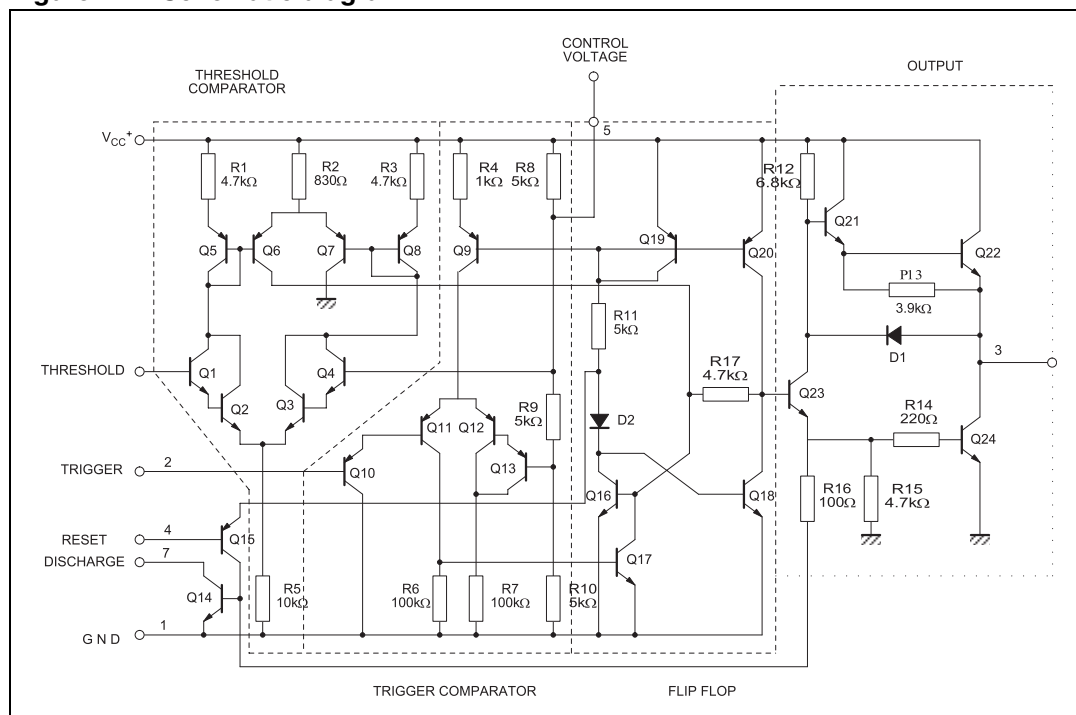 CONTROL
VOLTAGE
OUTPUT
THRESHOLD
COMPARATOR
VCC+
5
R1
4.7kΩ
R2
830Ω
R3
4.7kΩ
R4
1kΩ
R8
5kΩ
R12
6.8kΩ
Q5
Q6
Q7
Q8
Q9
Q19
Q20
Q21
Q22
R11
5kΩ
P13
3.9kΩ
D1
3
THRESHOLD
Q1
Q4
R17
4.7kΩ
Q2
Q3
R9
5kΩ
Q23
Q11
Q12
D2
R14
220Ω
TRIGGER
2
Q10
Q13
Q24
Q16
Q18
R16
100Ω
R15
4.7kΩ
RESET
4
Q15
DISCHARGE
7
Q17
Q14
R5
10kΩ
R6
100kΩ
R7
100kΩ
R10
5kΩ
GND
1
TRIGGER COMPARATOR
FLIP FLOP